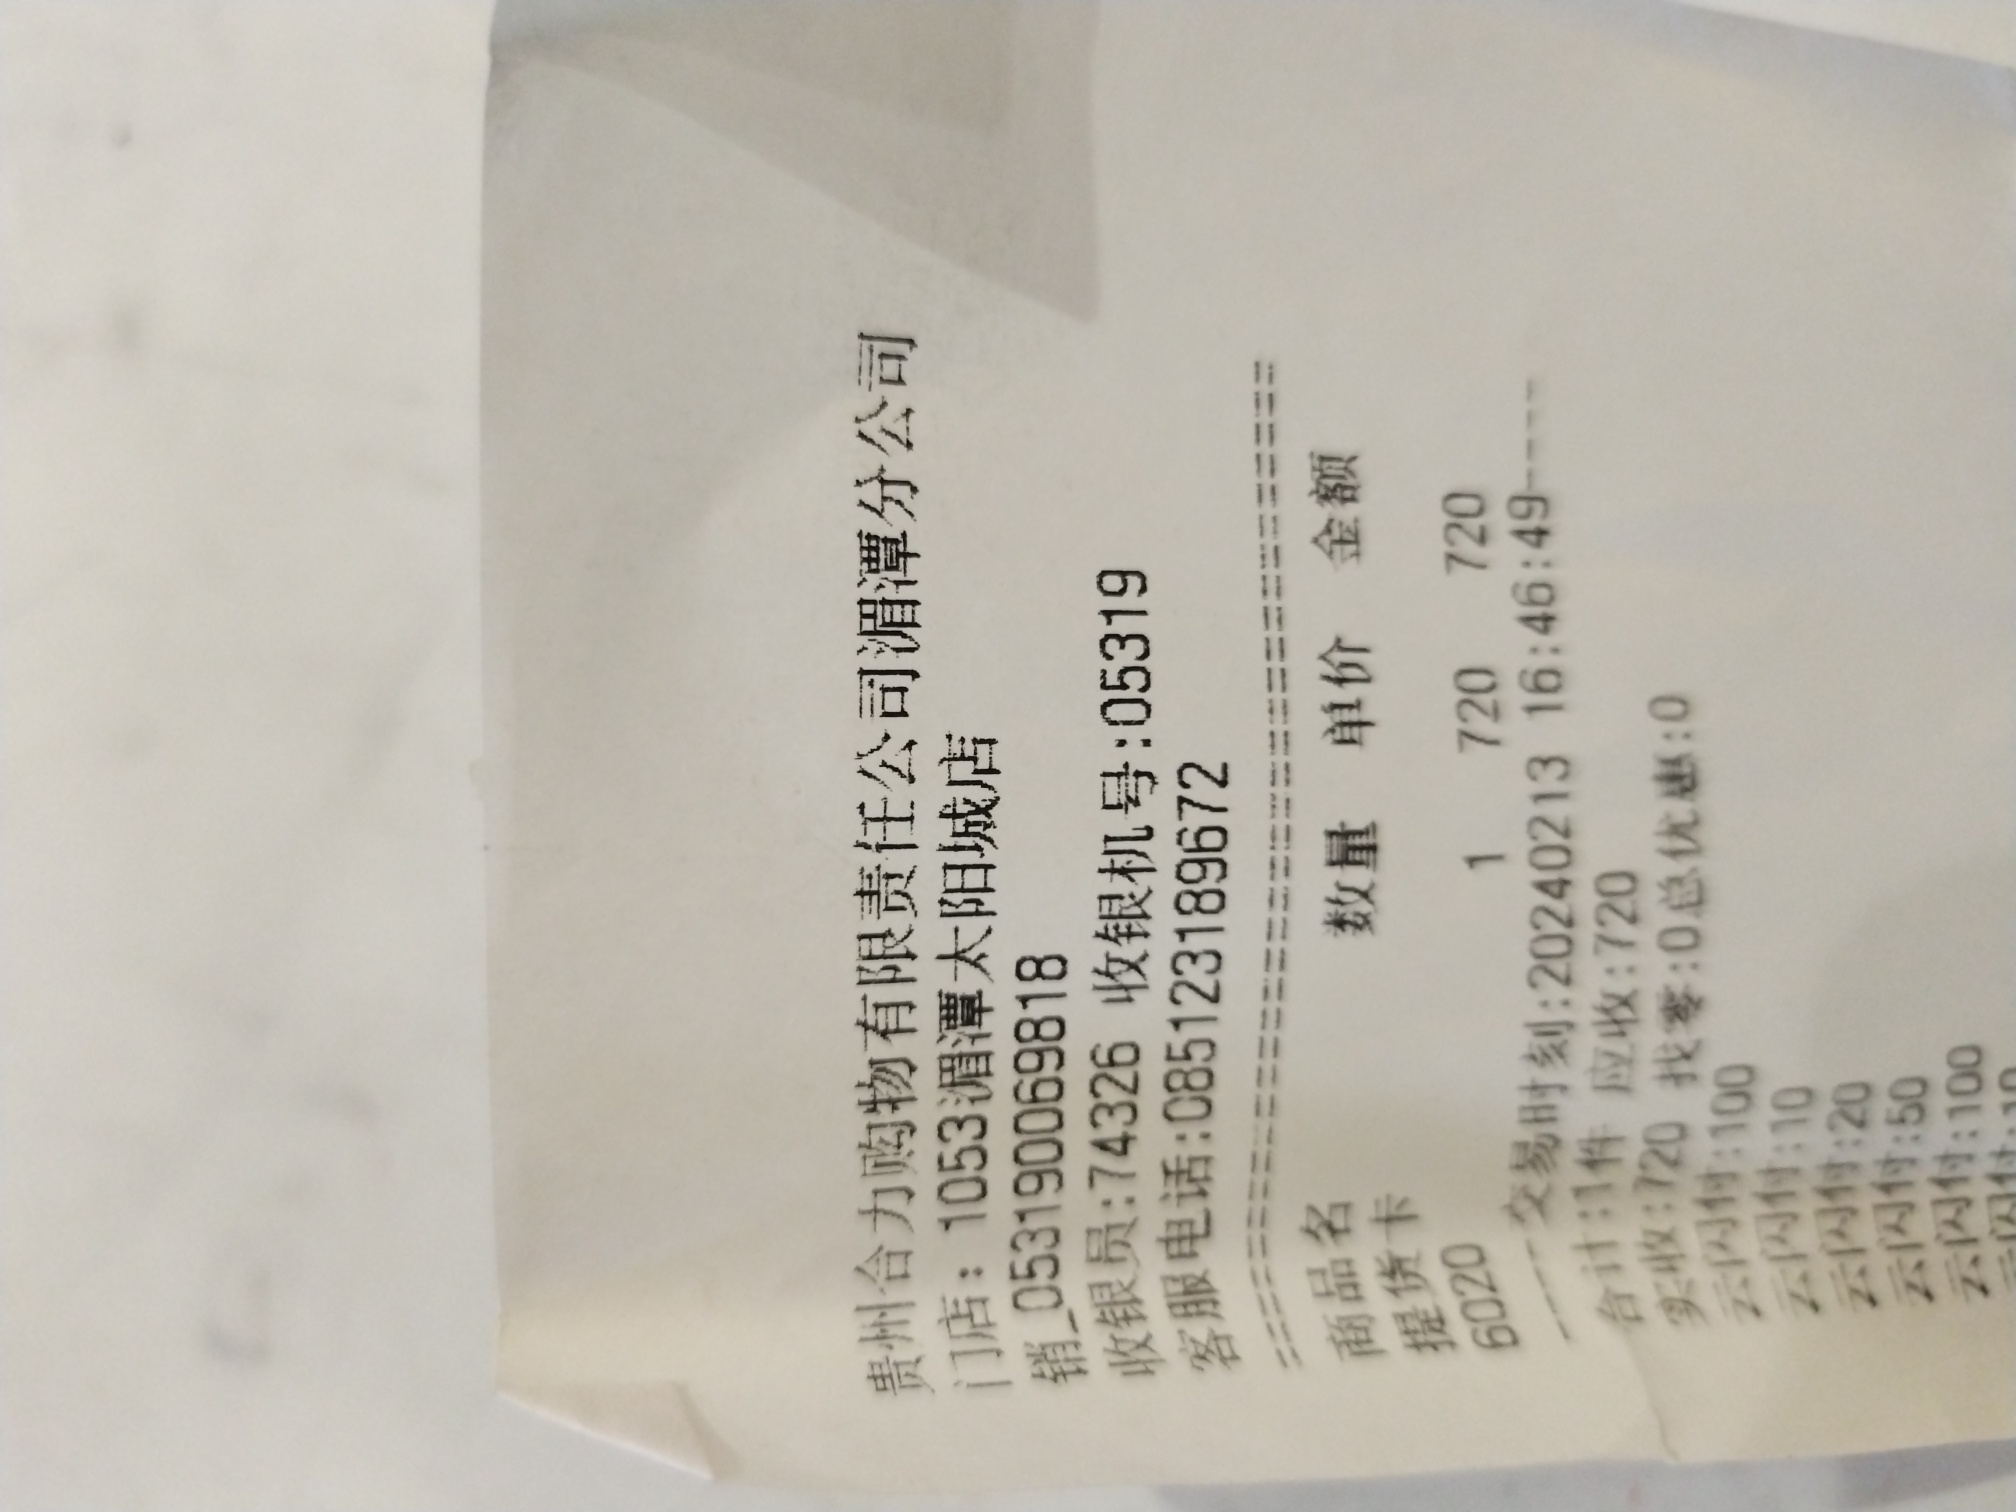 贵州合力购物有限责任公司湄潭分公司
门店：1053湄潭太阳城店
销_053190069818
收银员:74326 收银机号:05319
客服电话:085123189672
================================
商品名 数量 单价 金额
提货卡
6020 1 720 720
----交易时刻:20240213 16:46:49----
合计:1件 应收:720
实收:720 找零:0总优惠:0
云闪付:100
云闪付:10
云闪付:20
云闪付:50
云闪付:100